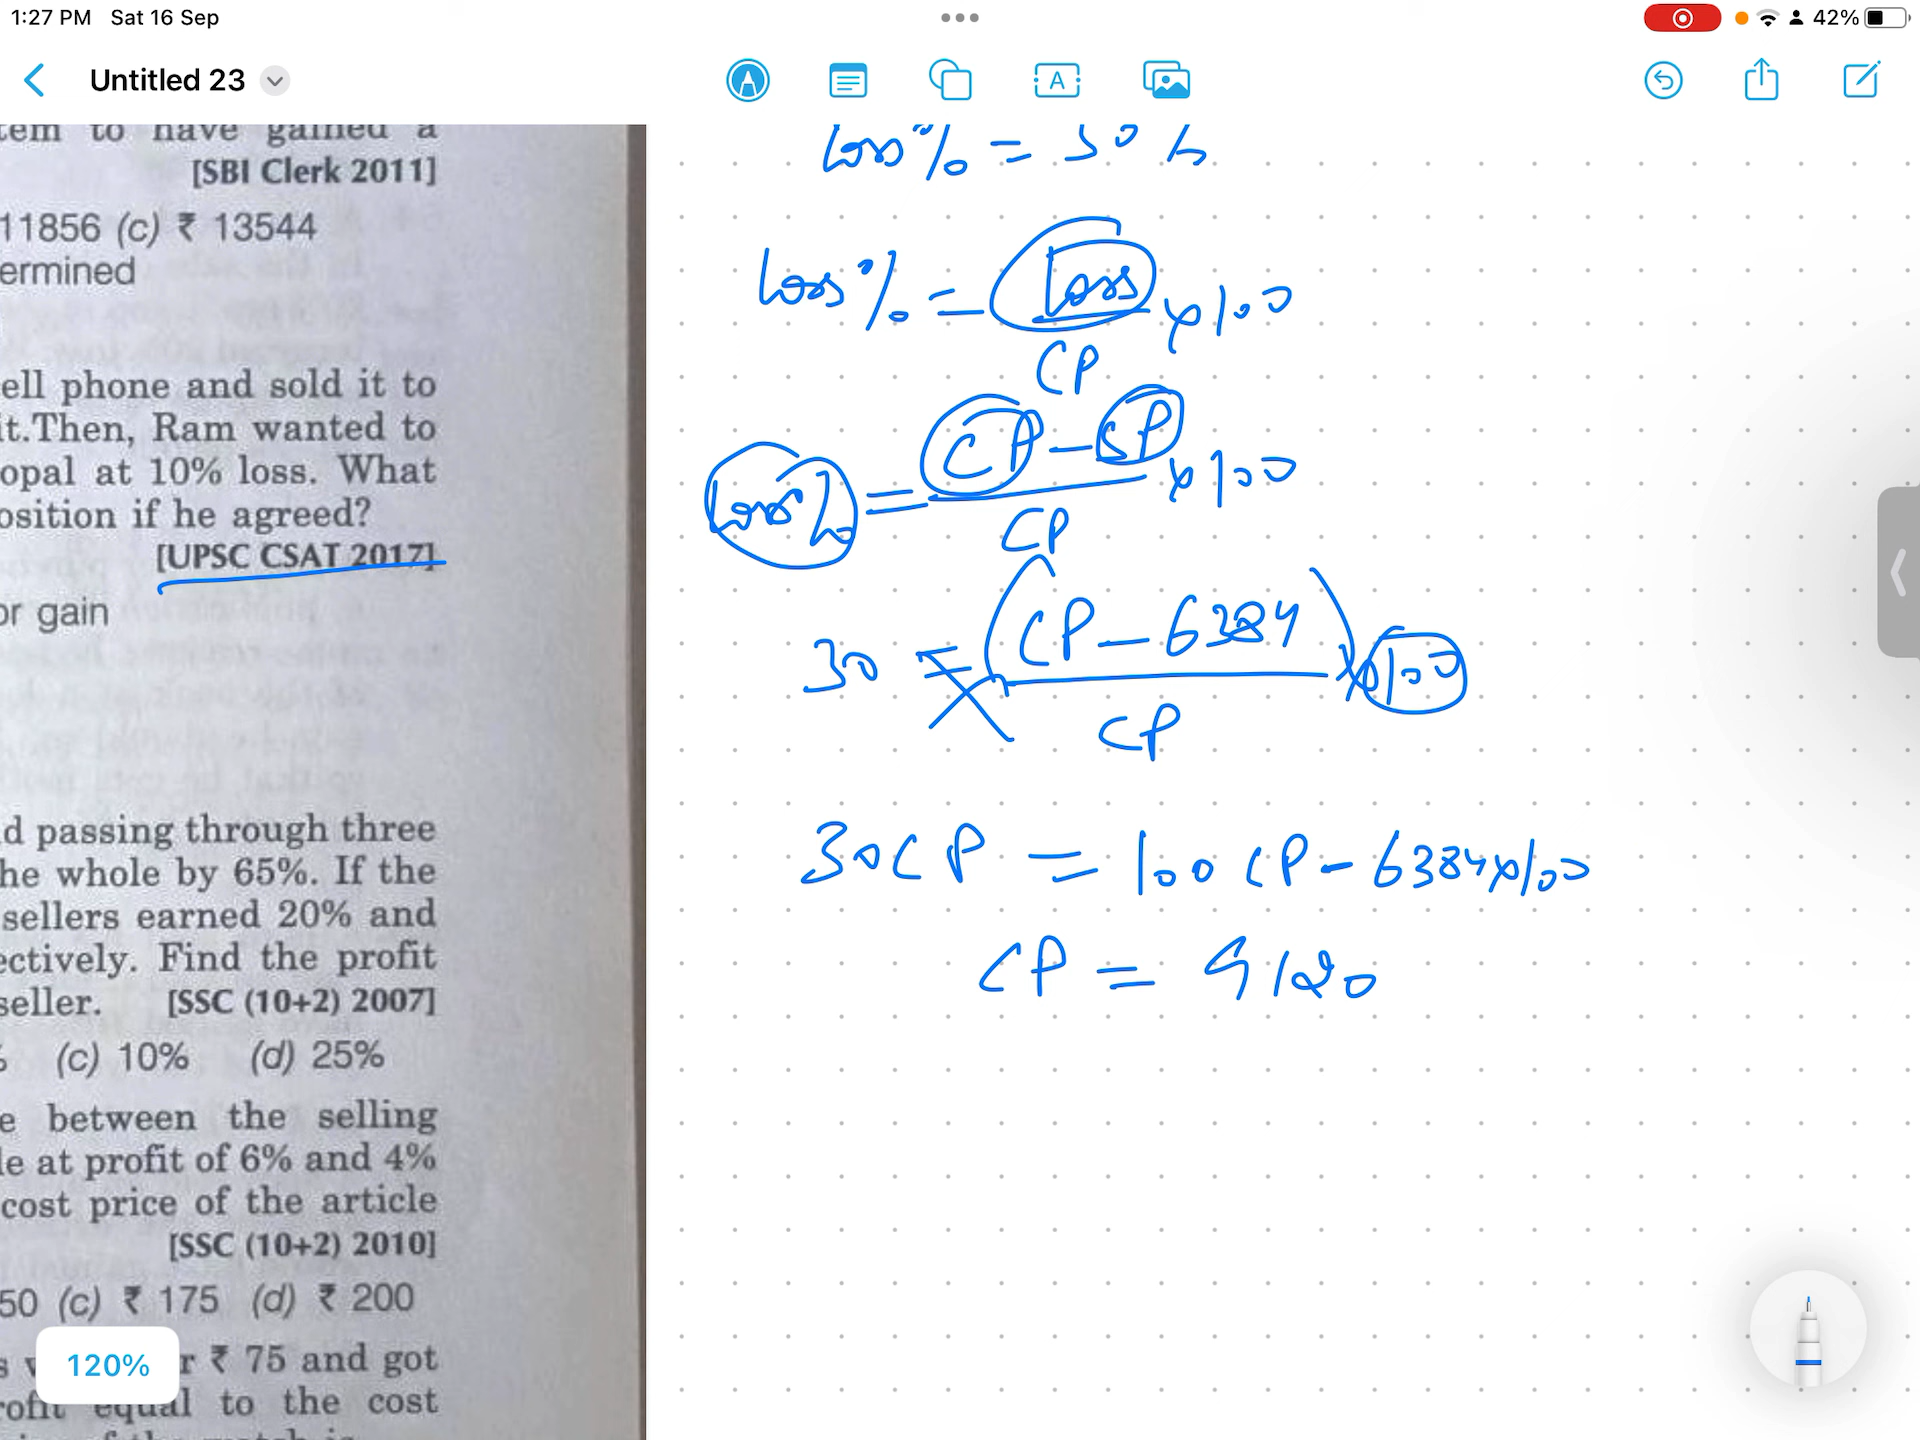 1:27 PM Sat 16 Sep
42%
Untitled 23
A
tem to have gained a
[SBI Clerk 2011]
11856 (c) ₹ 13544
ermined
ell phone and sold it to
it.Then, Ram wanted to
opal at 10% loss. What
osition if he agreed?
[UPSC CSAT 2017]
or gain
d passing through three
he whole by 65%. If the
sellers earned 20% and
ectively. Find the profit
seller. [SSC (10+2) 2007]
(c) 10% (d) 25%
e between the selling
le at profit of 6% and 4%
cost price of the article
[SSC (10+2) 2010]
50 (c) ₹ 175 (d) ₹ 200
r ₹ 75 and got
rofit equal to the cost
120%
Loss% = 30
Loss% = Loss
× 100
CP
Loss% = CP - SP
× 100
CP
30 = (CP - 6384) × 100
CP
30CP = 100 CP - 6384×100
CP = 9120